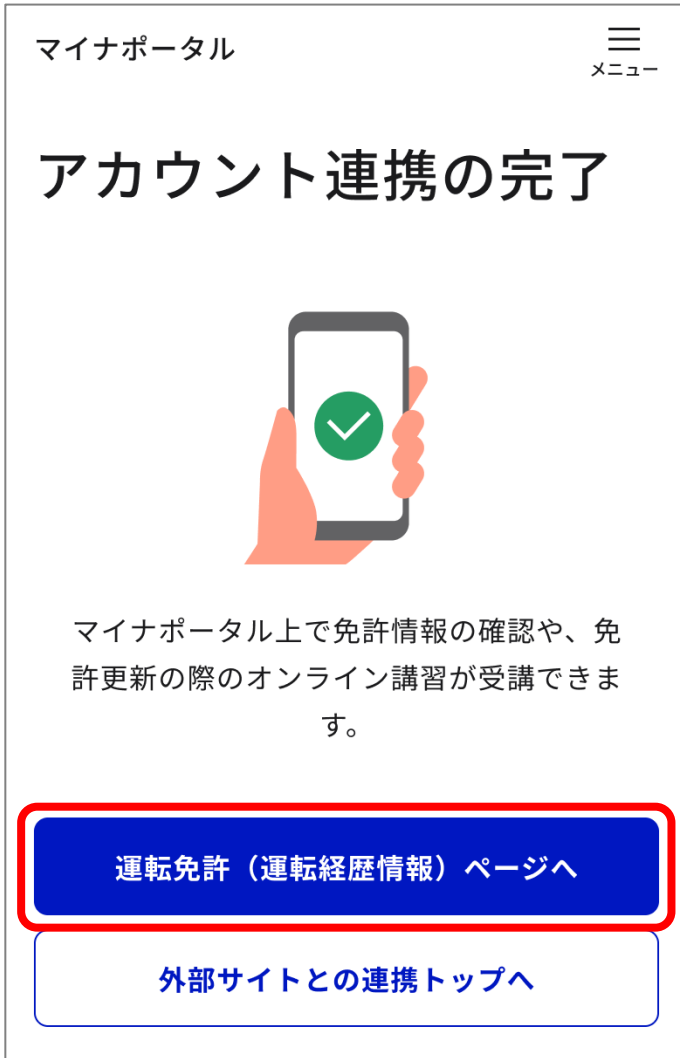 マイナポータル
メニュー
アカウント連携の完了
マイナポータル上で免許情報の確認や、免
許更新の際のオンライン講習が受講できま
す。
運転免許（運転経歴情報）ページへ
外部サイトとの連携トップへ